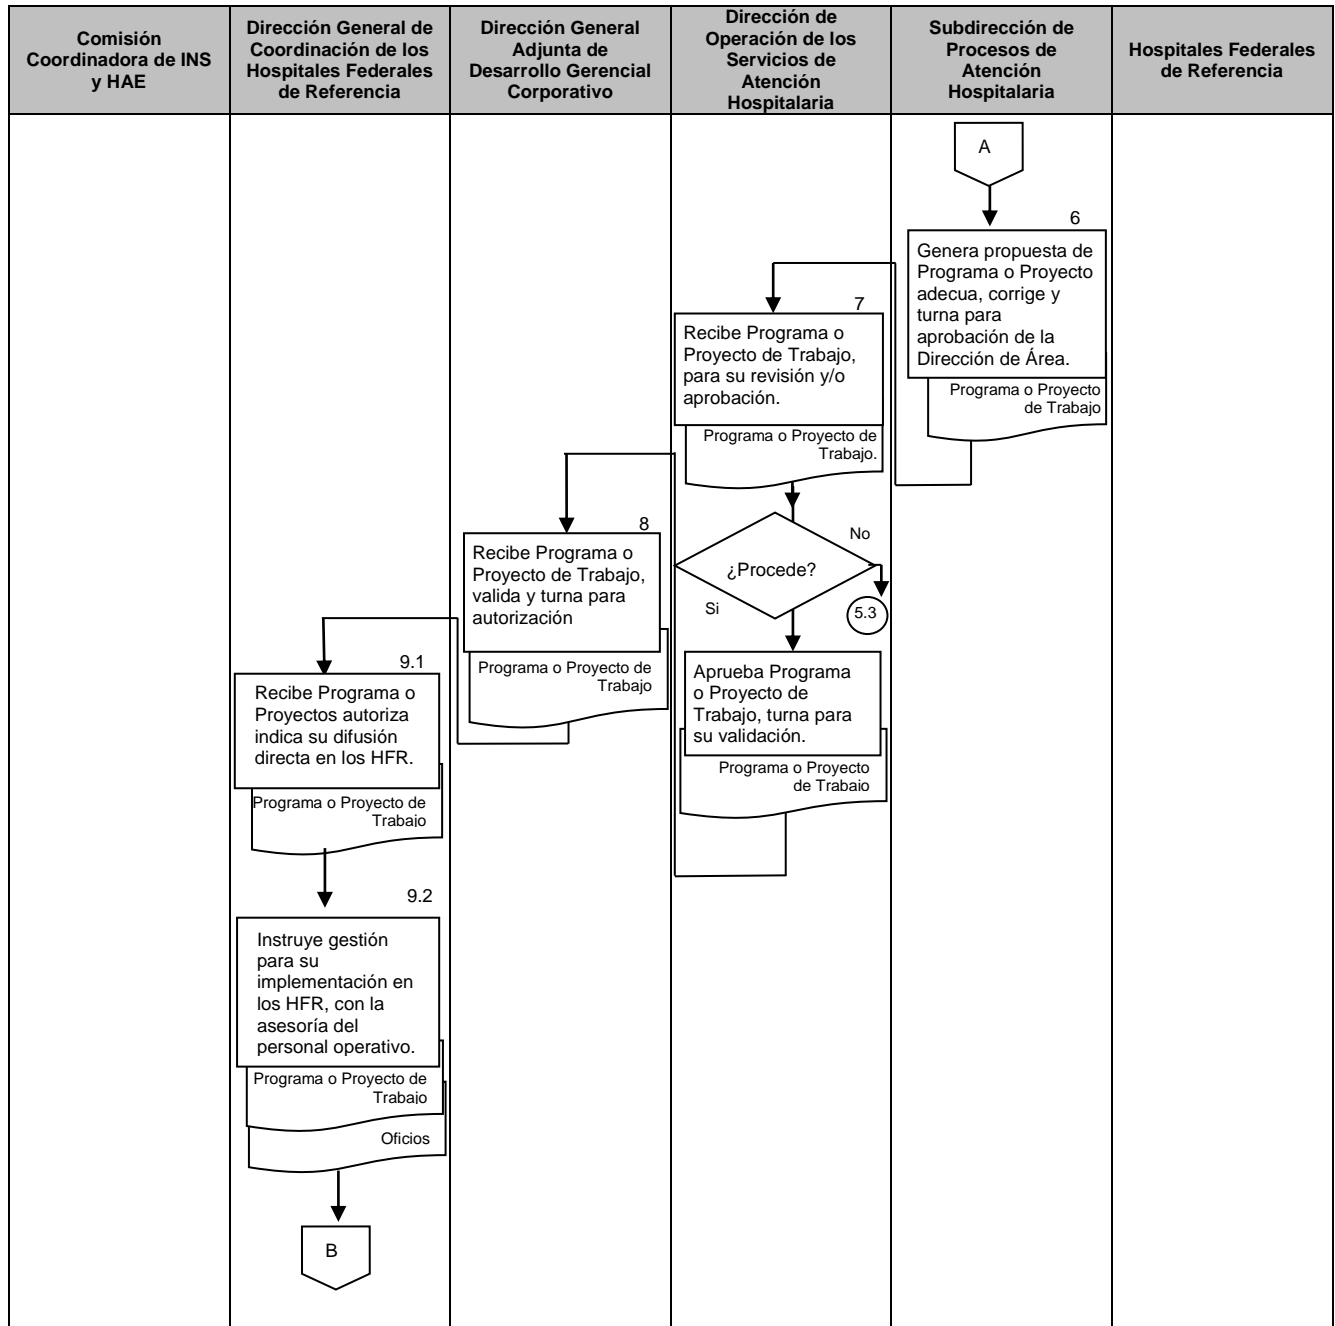 Comisión
Coordinadora de INS
y HAE
Dirección General de
Coordinación de los
Hospitales Federales
de Referencia
Dirección General
Adjunta de
Desarrollo Gerencial
Corporativo
Dirección de
Operación de los
Servicios de
Atención
Hospitalaria
Subdirección de
Procesos de
Atención
Hospitalaria
Hospitales Federales
de Referencia
A
6
Genera propuesta de
Programa o Proyecto
adecua, corrige y
turna para
aprobación de la
Dirección de Área.
Programa o Proyecto
de Trabajo
7
Recibe Programa o
Proyecto de Trabajo,
para su revisión y/o
aprobación.
Programa o Proyecto de
Trabajo.
¿Procede?
No
Si
5.3
Aprueba Programa
o Proyecto de
Trabajo, turna para
su validación.
Programa o Proyecto
de Trabajo
8
Recibe Programa o
Proyecto de Trabajo,
valida y turna para
autorización
Programa o Proyecto de
Trabajo
9.1
Recibe Programa o
Proyectos autoriza
indica su difusión
directa en los HFR.
Programa o Proyecto de
Trabajo
9.2
Instruye gestión
para su
implementación en
los HFR, con la
asesoría del
personal operativo.
Programa o Proyecto de
Trabajo
Oficios
B